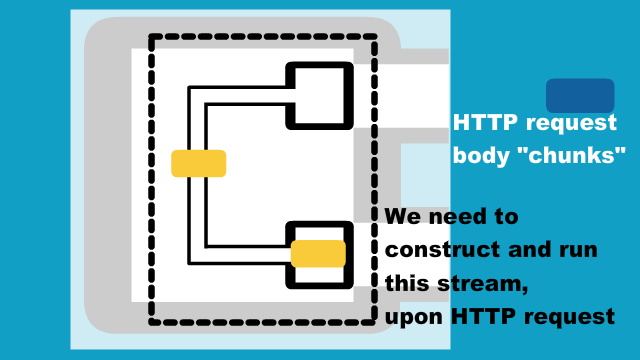 HTTP request
body "chunks"
We need to
construct and run
this stream,
upon HTTP request